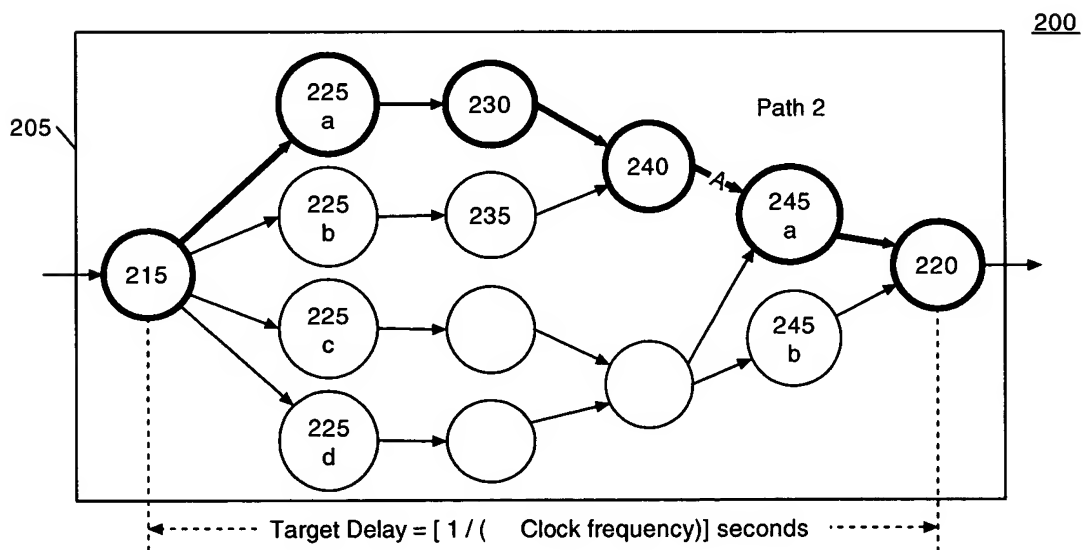 200
205
225
a
230
Path 2
240
A
245
a
225
b
235
215
220
225
c
245
b
225
d
Target Delay = [ 1 / ( Clock frequency)] seconds